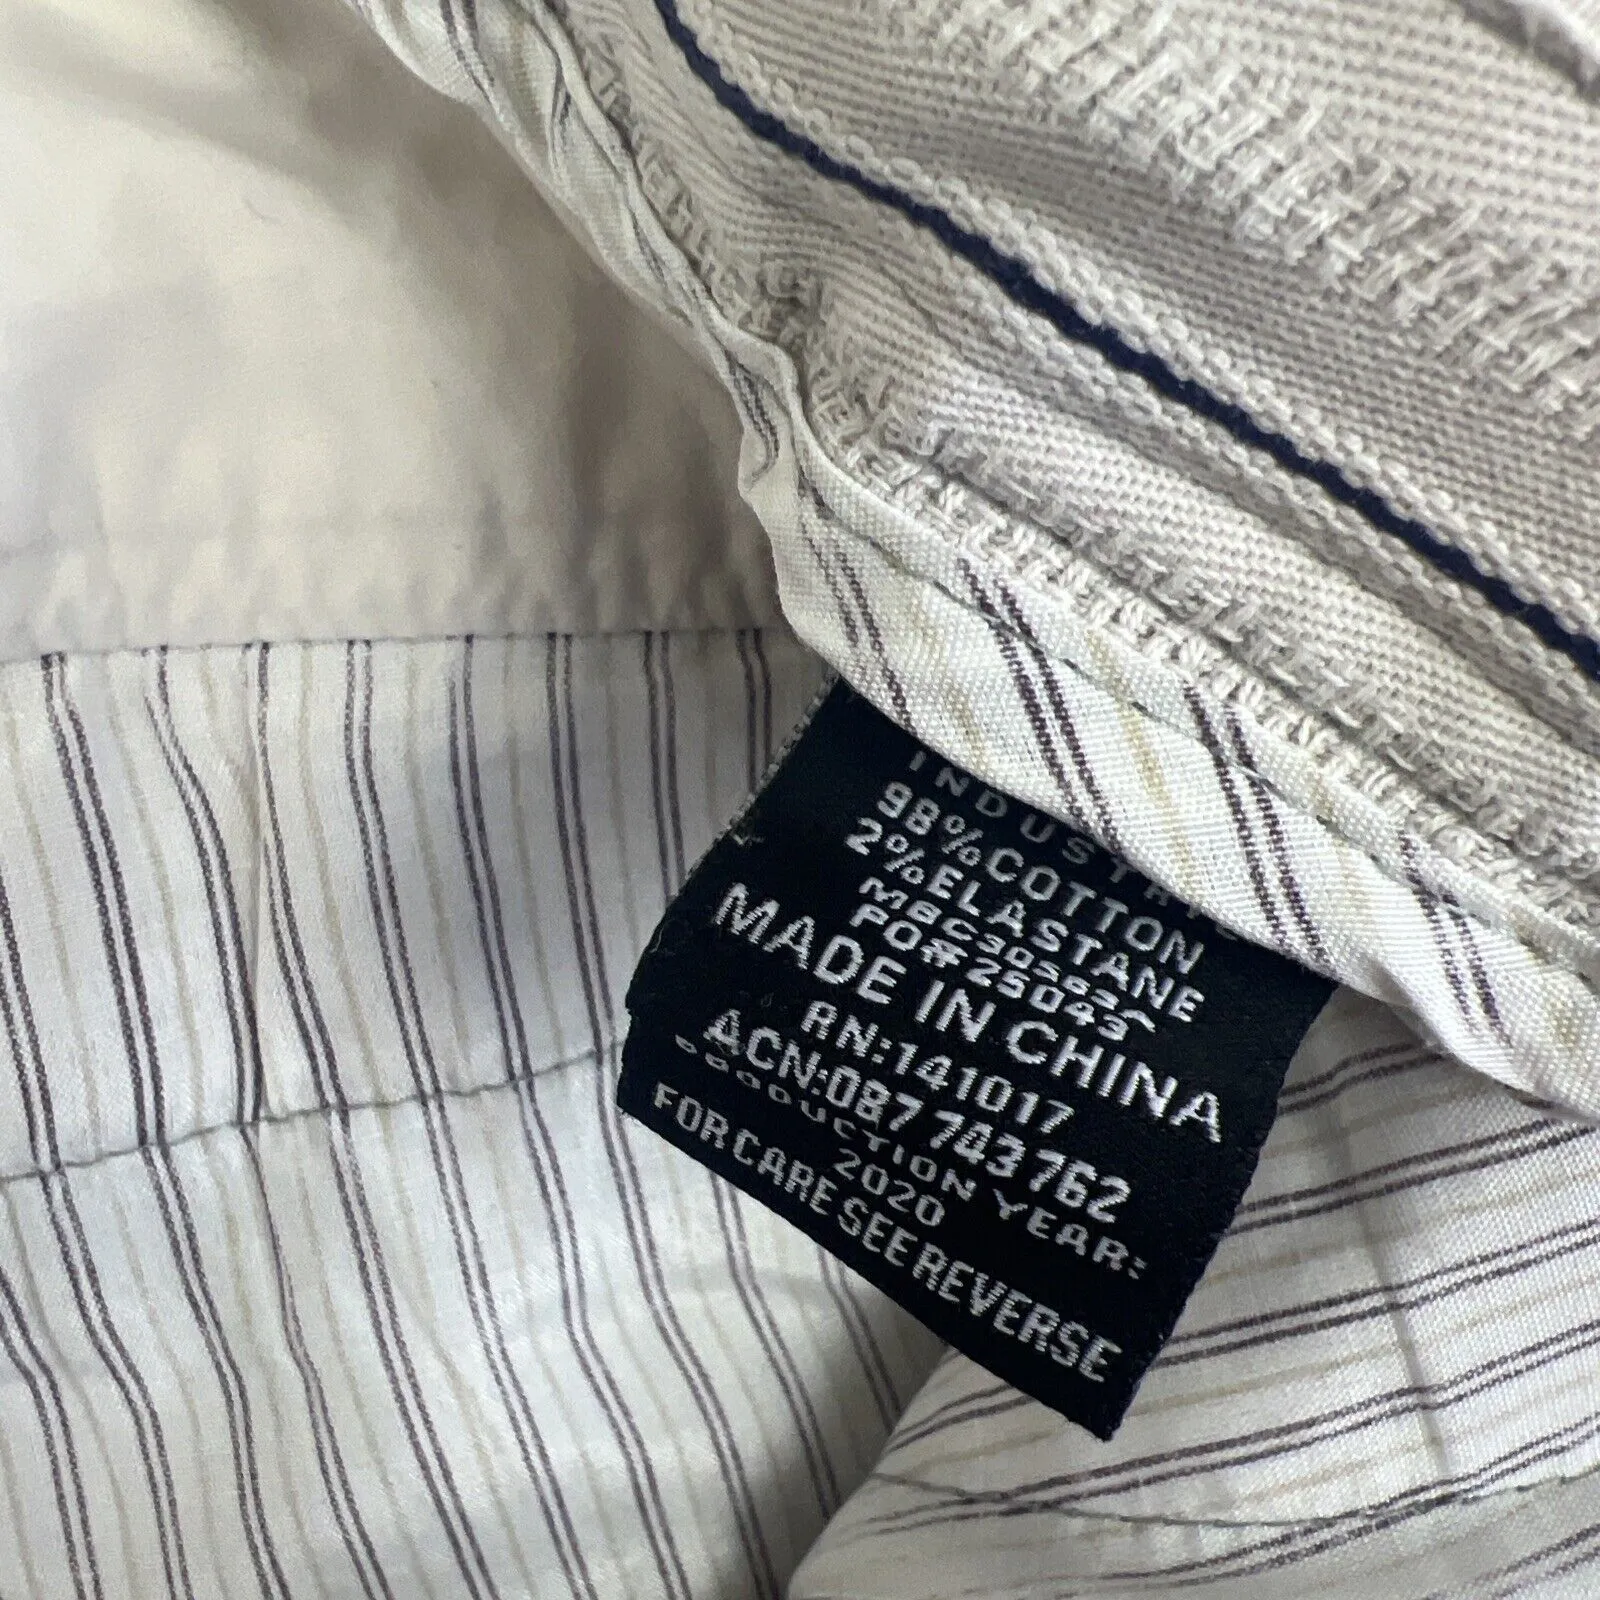 INDUSTRY
98%COTTON
2%ELASTANE
PO#25043
MADE IN CHINA
RN:141017
ACN:087 743 762
PRODUCTION YEAR:
2020
FOR CARE SEE REVERSE